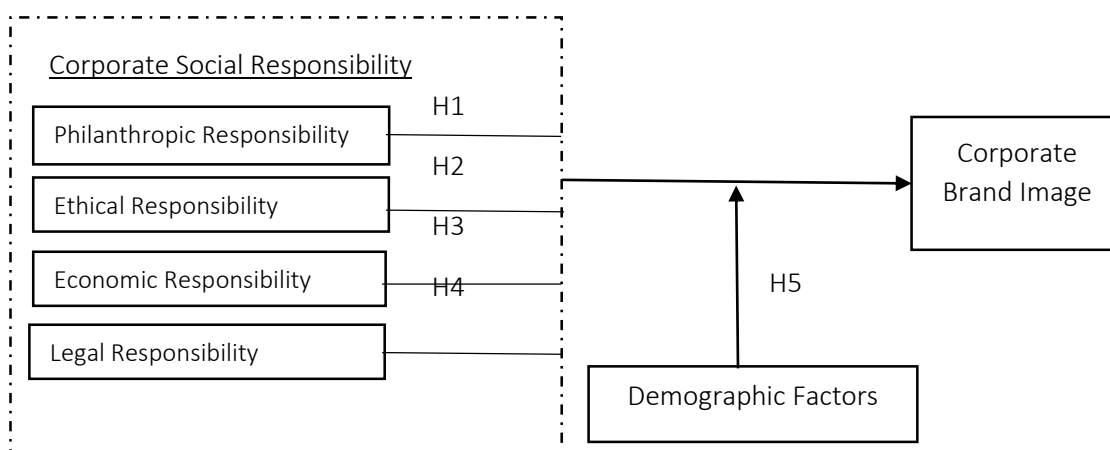 Corporate Social Responsibility
H1
Philanthropic Responsibility
H2
Ethical Responsibility
H3
Economic Responsibility
H4
Legal Responsibility
Corporate
Brand Image
H5
Demographic Factors